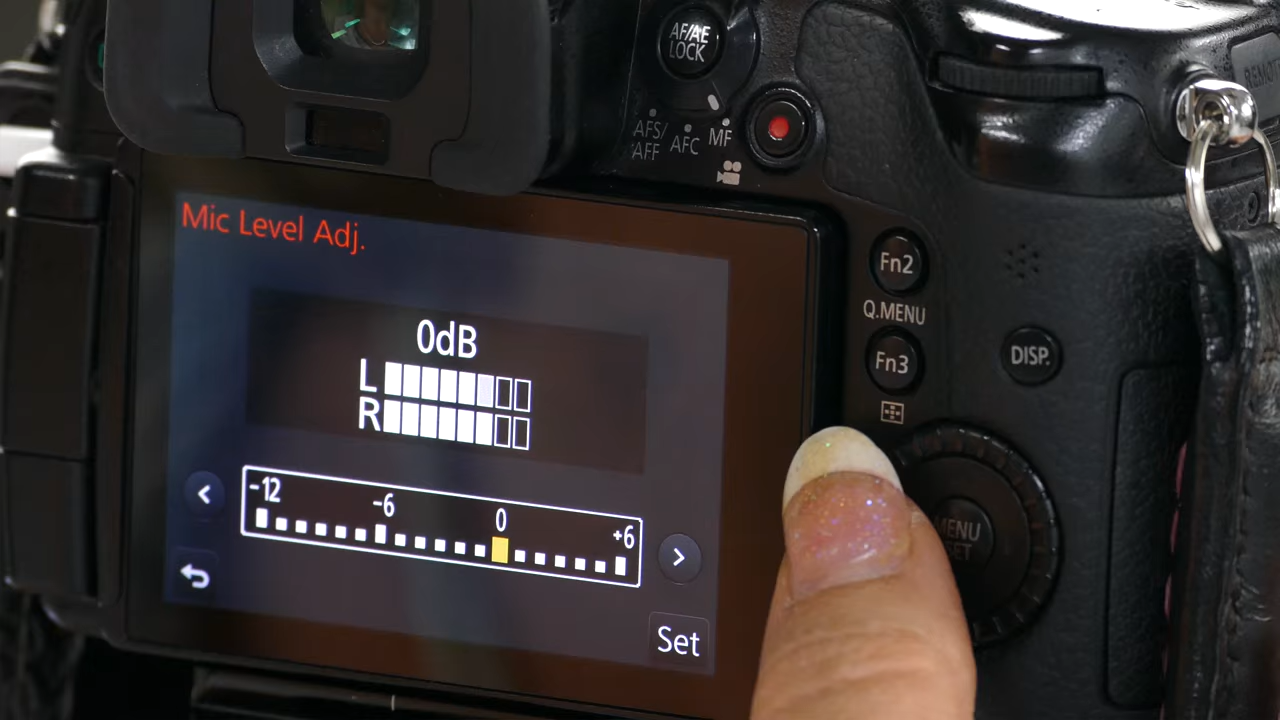 AF/AE
LOCK
AFS/
AFF
AFC
MF
Mic Level Adj.
Fn2
Q.MENU
Fn3
DISP.
0dB
L
R
-12
-6
0
+6
MENU
Set